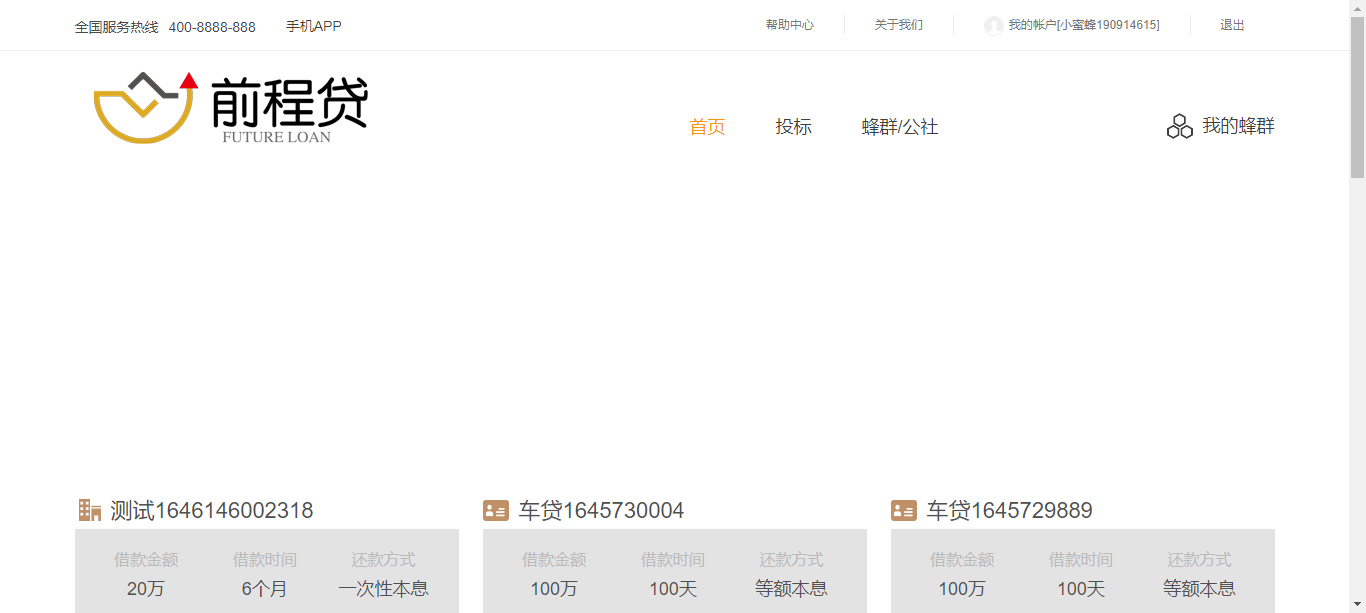 全国服务热线 400-8888-888 手机APP 帮助中心 关于我们 我的帐户[小蜜蜂190914615] 退出
前程贷
FUTURE LOAN
首页 投标 蜂群/公社 我的蜂群
测试1646146002318 车贷1645730004 车贷1645729889
借款金额 借款时间 还款方式 借款金额 借款时间 还款方式 借款金额 借款时间 还款方式
20万 6个月 一次性本息 100万 100天 等额本息 100万 100天 等额本息